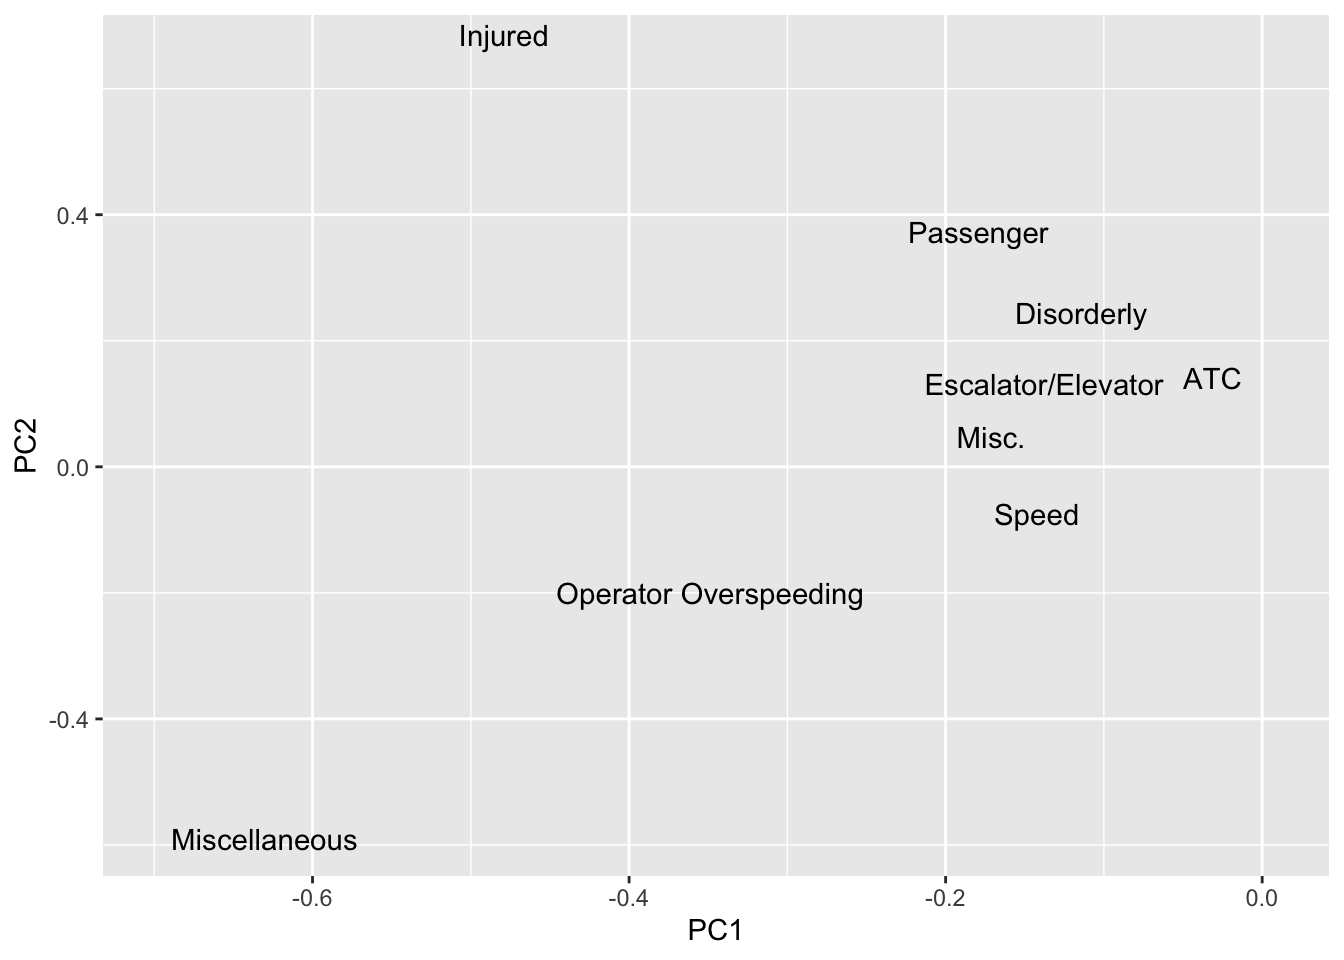 Injured
0.4
Passenger
Disorderly
Escalator/Elevator ATC
Misc.
PC2
0.0
Speed
Operator Overspeeding
-0.4
Miscellaneous
-0.6 -0.4 -0.2 0.0
PC1